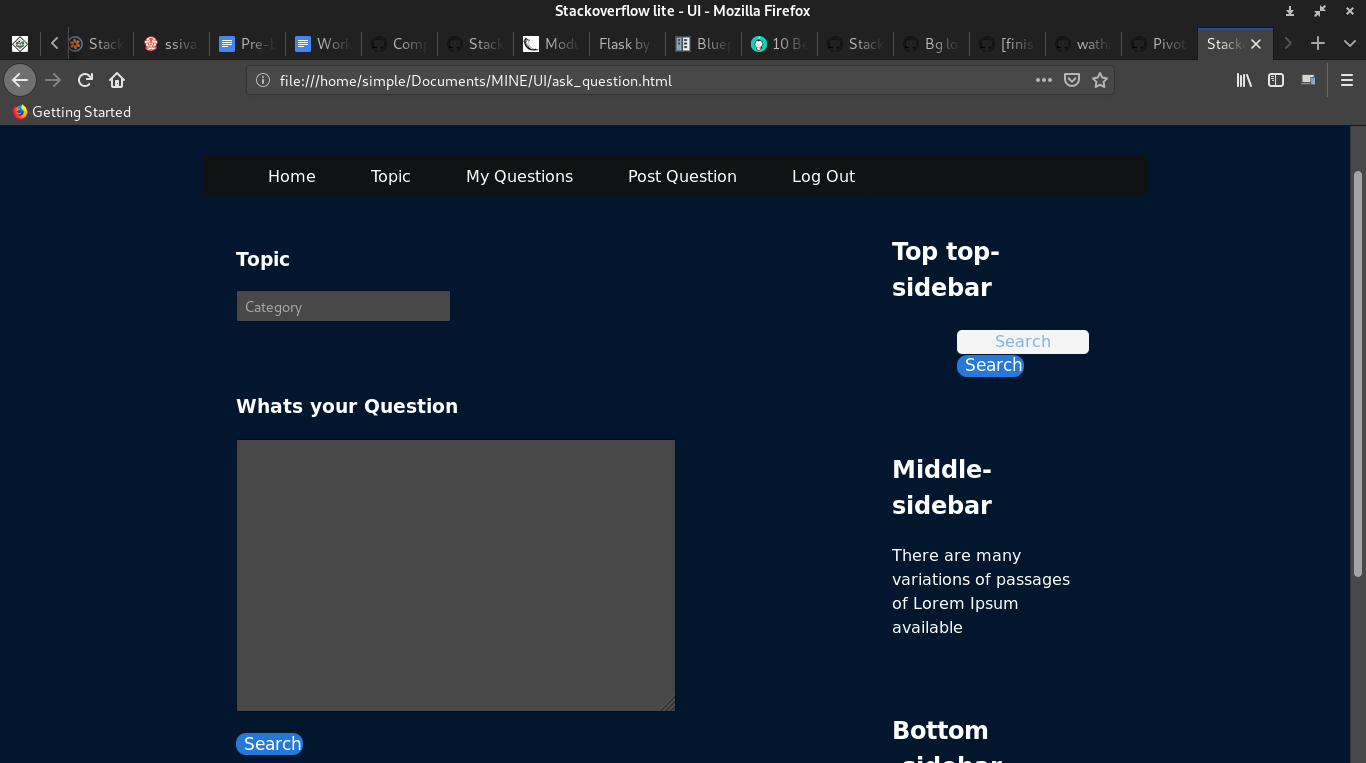 Stackoverflow lite - UI - Mozilla Firefox
Stack
ssiva
Pre-b
Work
Comp
Stack
Modu
Flask by
Bluep
10 Be
Stack
Bg lo
[finis
wath
Pivot
Stack
file:///home/simple/Documents/MINE/UI/ask_question.html
Getting Started
Home Topic My Questions Post Question Log Out
Topic
Category
Whats your Question
Search
Top top-
sidebar
Search
Search
Middle-
sidebar
There are many
variations of passages
of Lorem Ipsum
available
Bottom
-sidebar